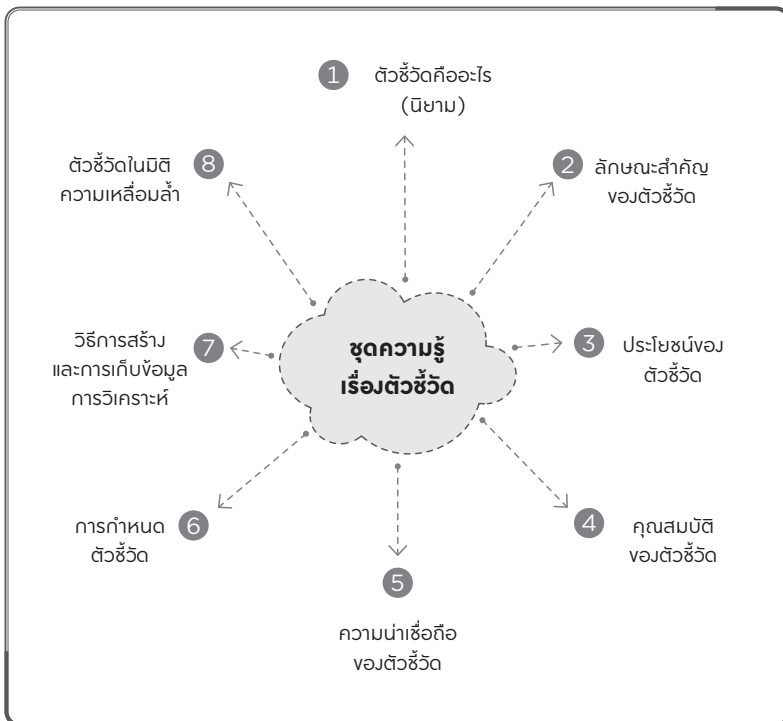 1 ตัวชี้วัดคืออะไร
(นิยาม)
2 ลักษณะสำคัญ
ของตัวชี้วัด
3 ประโยชน์ของ
ตัวชี้วัด
4 คุณสมบัติ
ของตัวชี้วัด
5
ความน่าเชื่อถือ
ของตัวชี้วัด
การกำหนด 6
ตัวชี้วัด
วิธีการสร้าง 7
และการเก็บข้อมูล
การวิเคราะห์
ตัวชี้วัดในมิติ 8
ความเหลื่อมล้ำ
ชุดความรู้
เรื่องตัวชี้วัด